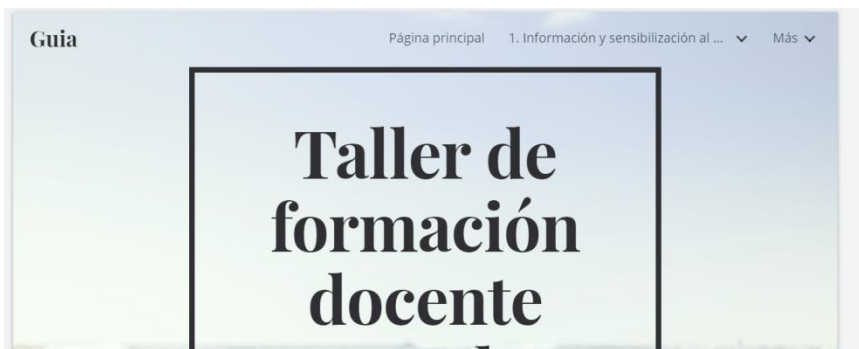 Guia
Página principal 1. Información y sensibilización al ... Más
Taller de
formación
docente